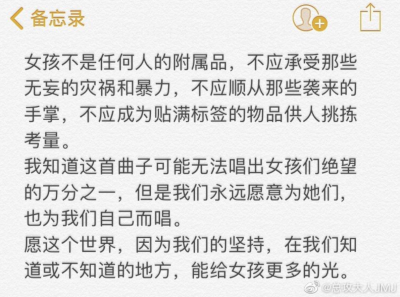 备忘录
女孩不是任何人的附属品，不应承受那些
无妄的灾祸和暴力，不应顺从那些袭来的
手掌，不应成为贴满标签的物品供人挑拣
考量。
我知道这首曲子可能无法唱出女孩们绝望
的万分之一，但是我们永远愿意为她们，
也为我们自己而唱。
愿这个世界，因为我们的坚持，在我们知
道或不知道的地方，能给女孩更多的光。